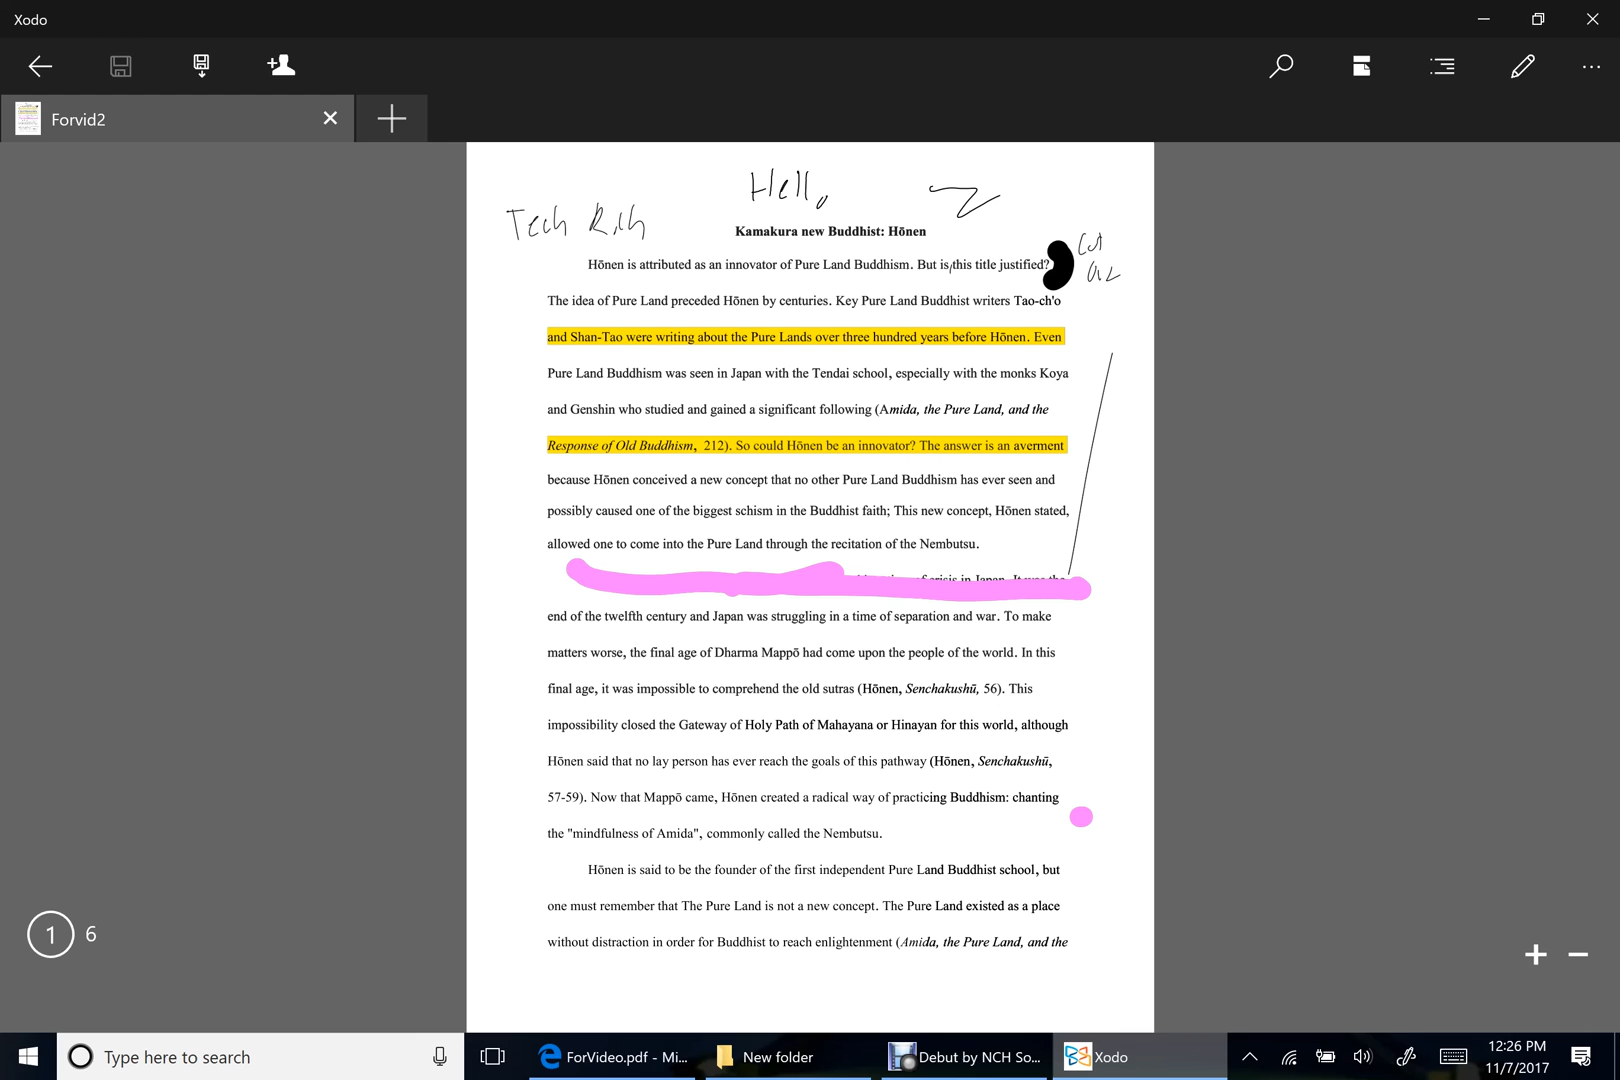 Xodo
Forvid2
Hello
Tech Rich
Kamakura new Buddhist: Hōnen
Hōnen is attributed as an innovator of Pure Land Buddhism. But is this title justified?
The idea of Pure Land preceded Hōnen by centuries. Key Pure Land Buddhist writers Tao-ch'o
and Shan-Tao were writing about the Pure Lands over three hundred years before Hōnen. Even
Pure Land Buddhism was seen in Japan with the Tendai school, especially with the monks Koya
and Genshin who studied and gained a significant following (Amida, the Pure Land, and the
Response of Old Buddhism, 212). So could Hōnen be an innovator? The answer is an averment
because Hōnen conceived a new concept that no other Pure Land Buddhism has ever seen and
possibly caused one of the biggest schism in the Buddhist faith; This new concept, Hōnen stated,
allowed one to come into the Pure Land through the recitation of the Nembutsu.
of crisis in Japan. It was the
end of the twelfth century and Japan was struggling in a time of separation and war. To make
matters worse, the final age of Dharma Mappō had come upon the people of the world. In this
final age, it was impossible to comprehend the old sutras (Hōnen, Senchakushū, 56). This
impossibility closed the Gateway of Holy Path of Mahayana or Hinayan for this world, although
Hōnen said that no lay person has ever reach the goals of this pathway (Hōnen, Senchakushū,
57-59). Now that Mappō came, Hōnen created a radical way of practicing Buddhism: chanting
the "mindfulness of Amida", commonly called the Nembutsu.
Hōnen is said to be the founder of the first independent Pure Land Buddhist school, but
one must remember that The Pure Land is not a new concept. The Pure Land existed as a place
without distraction in order for Buddhist to reach enlightenment (Amida, the Pure Land, and the
1 6
Type here to search
ForVideo.pdf - Mi...
New folder
Debut by NCH So...
Xodo
12:26 PM
11/7/2017